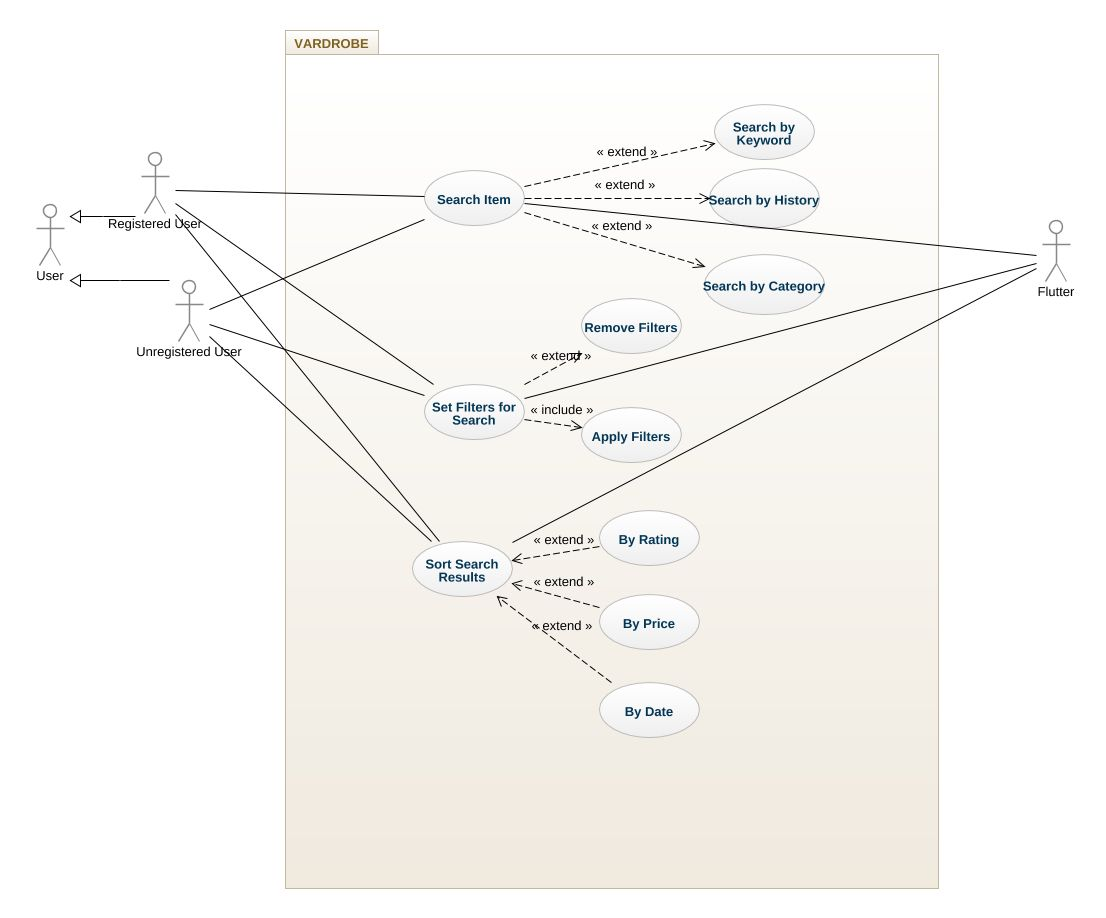 VARDROBE
Search by
Keyword
« extend »
« extend »
Search Item
Search by History
Registered User
« extend »
User
Search by Category
Flutter
Remove Filters
Unregistered User
« extend »
Set Filters for
Search
« include »
Apply Filters
« extend »
By Rating
Sort Search
Results
« extend »
By Price
« extend »
By Date